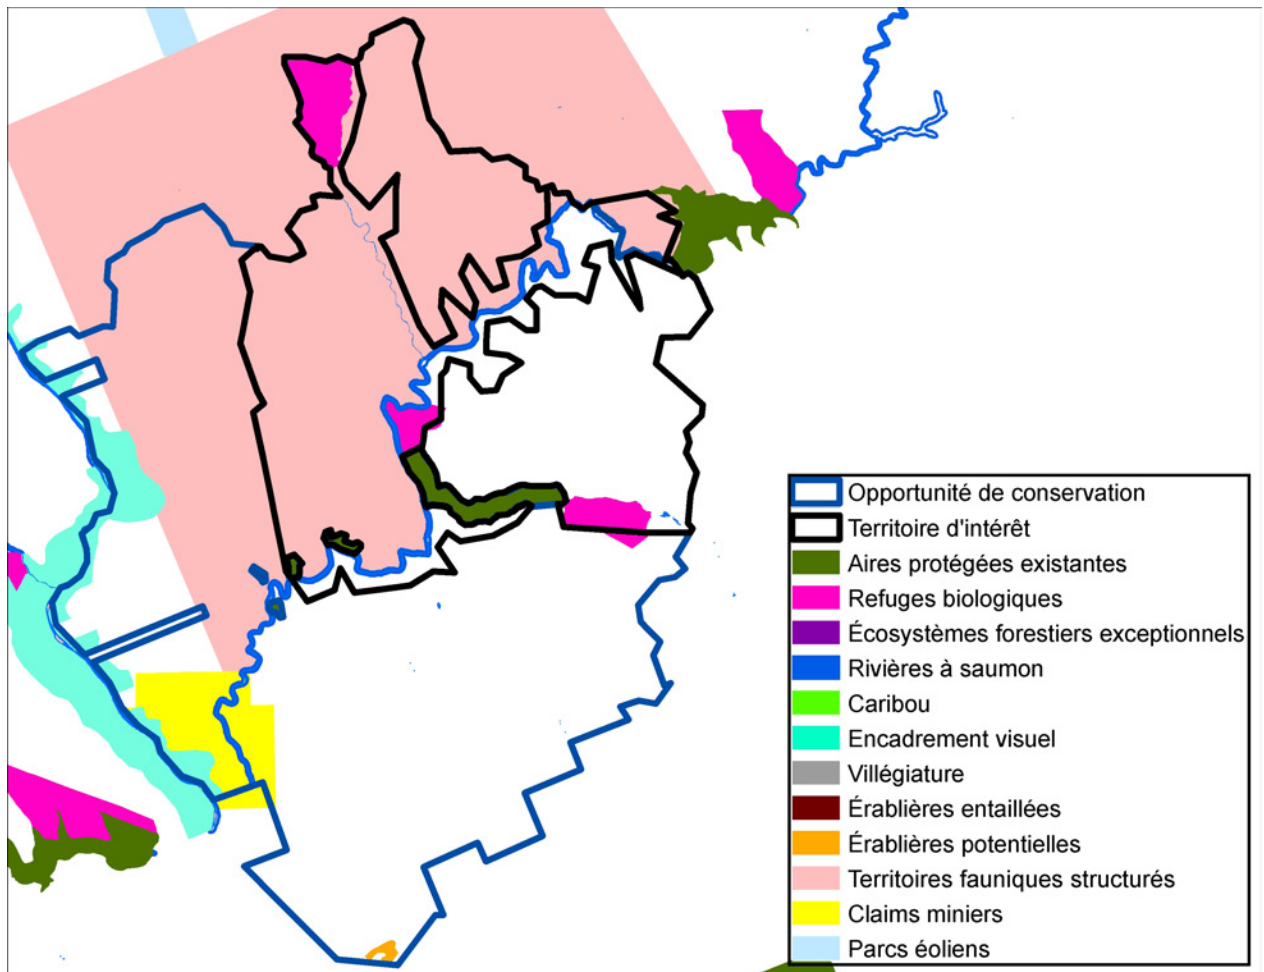 Opportunité de conservation
Territoire d'intérêt
Aires protégées existantes
Refuges biologiques
Écosystèmes forestiers exceptionnels
Rivières à saumon
Caribou
Encadrement visuel
Villégiature
Érablières entaillées
Érablières potentielles
Territoires fauniques structurés
Claims miniers
Parcs éoliens